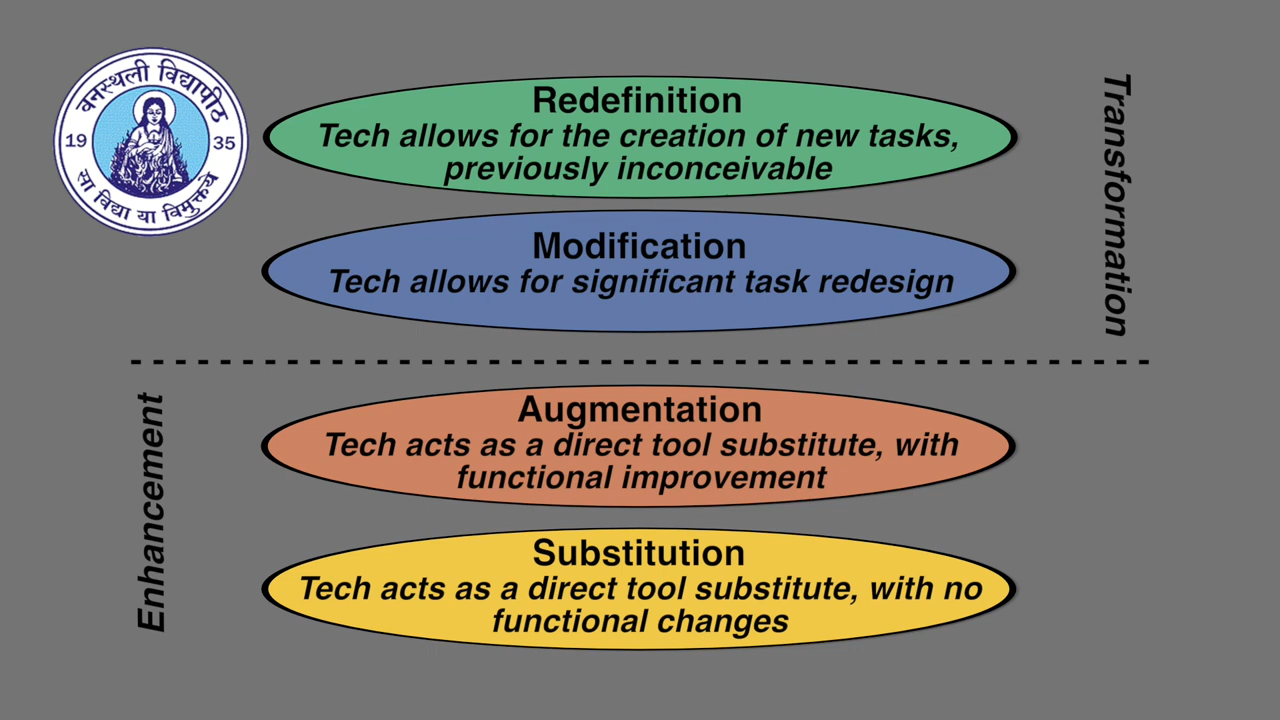 वनस्थली विद्यापीठ
19 35
सा विद्या या विमुक्तये
Redefinition
Tech allows for the creation of new tasks,
previously inconceivable
Transformation
Modification
Tech allows for significant task redesign
Enhancement
Augmentation
Tech acts as a direct tool substitute, with
functional improvement
Substitution
Tech acts as a direct tool substitute, with no
functional changes